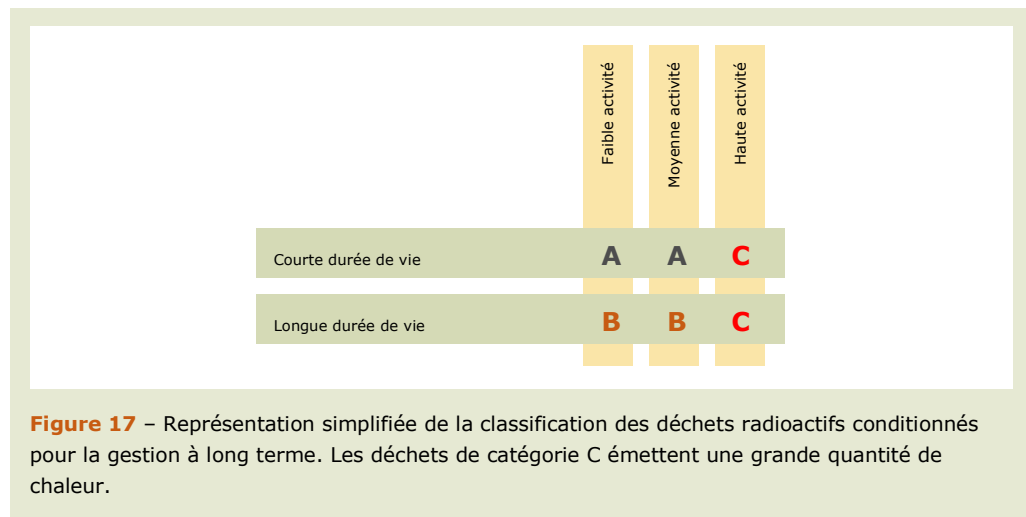 Faible activité
Moyenne activité
Haute activité
Courte durée de vie A A C
Longue durée de vie B B C
Figure 17 – Représentation simplifiée de la classification des déchets radioactifs conditionnés
pour la gestion à long terme. Les déchets de catégorie C émettent une grande quantité de
chaleur.